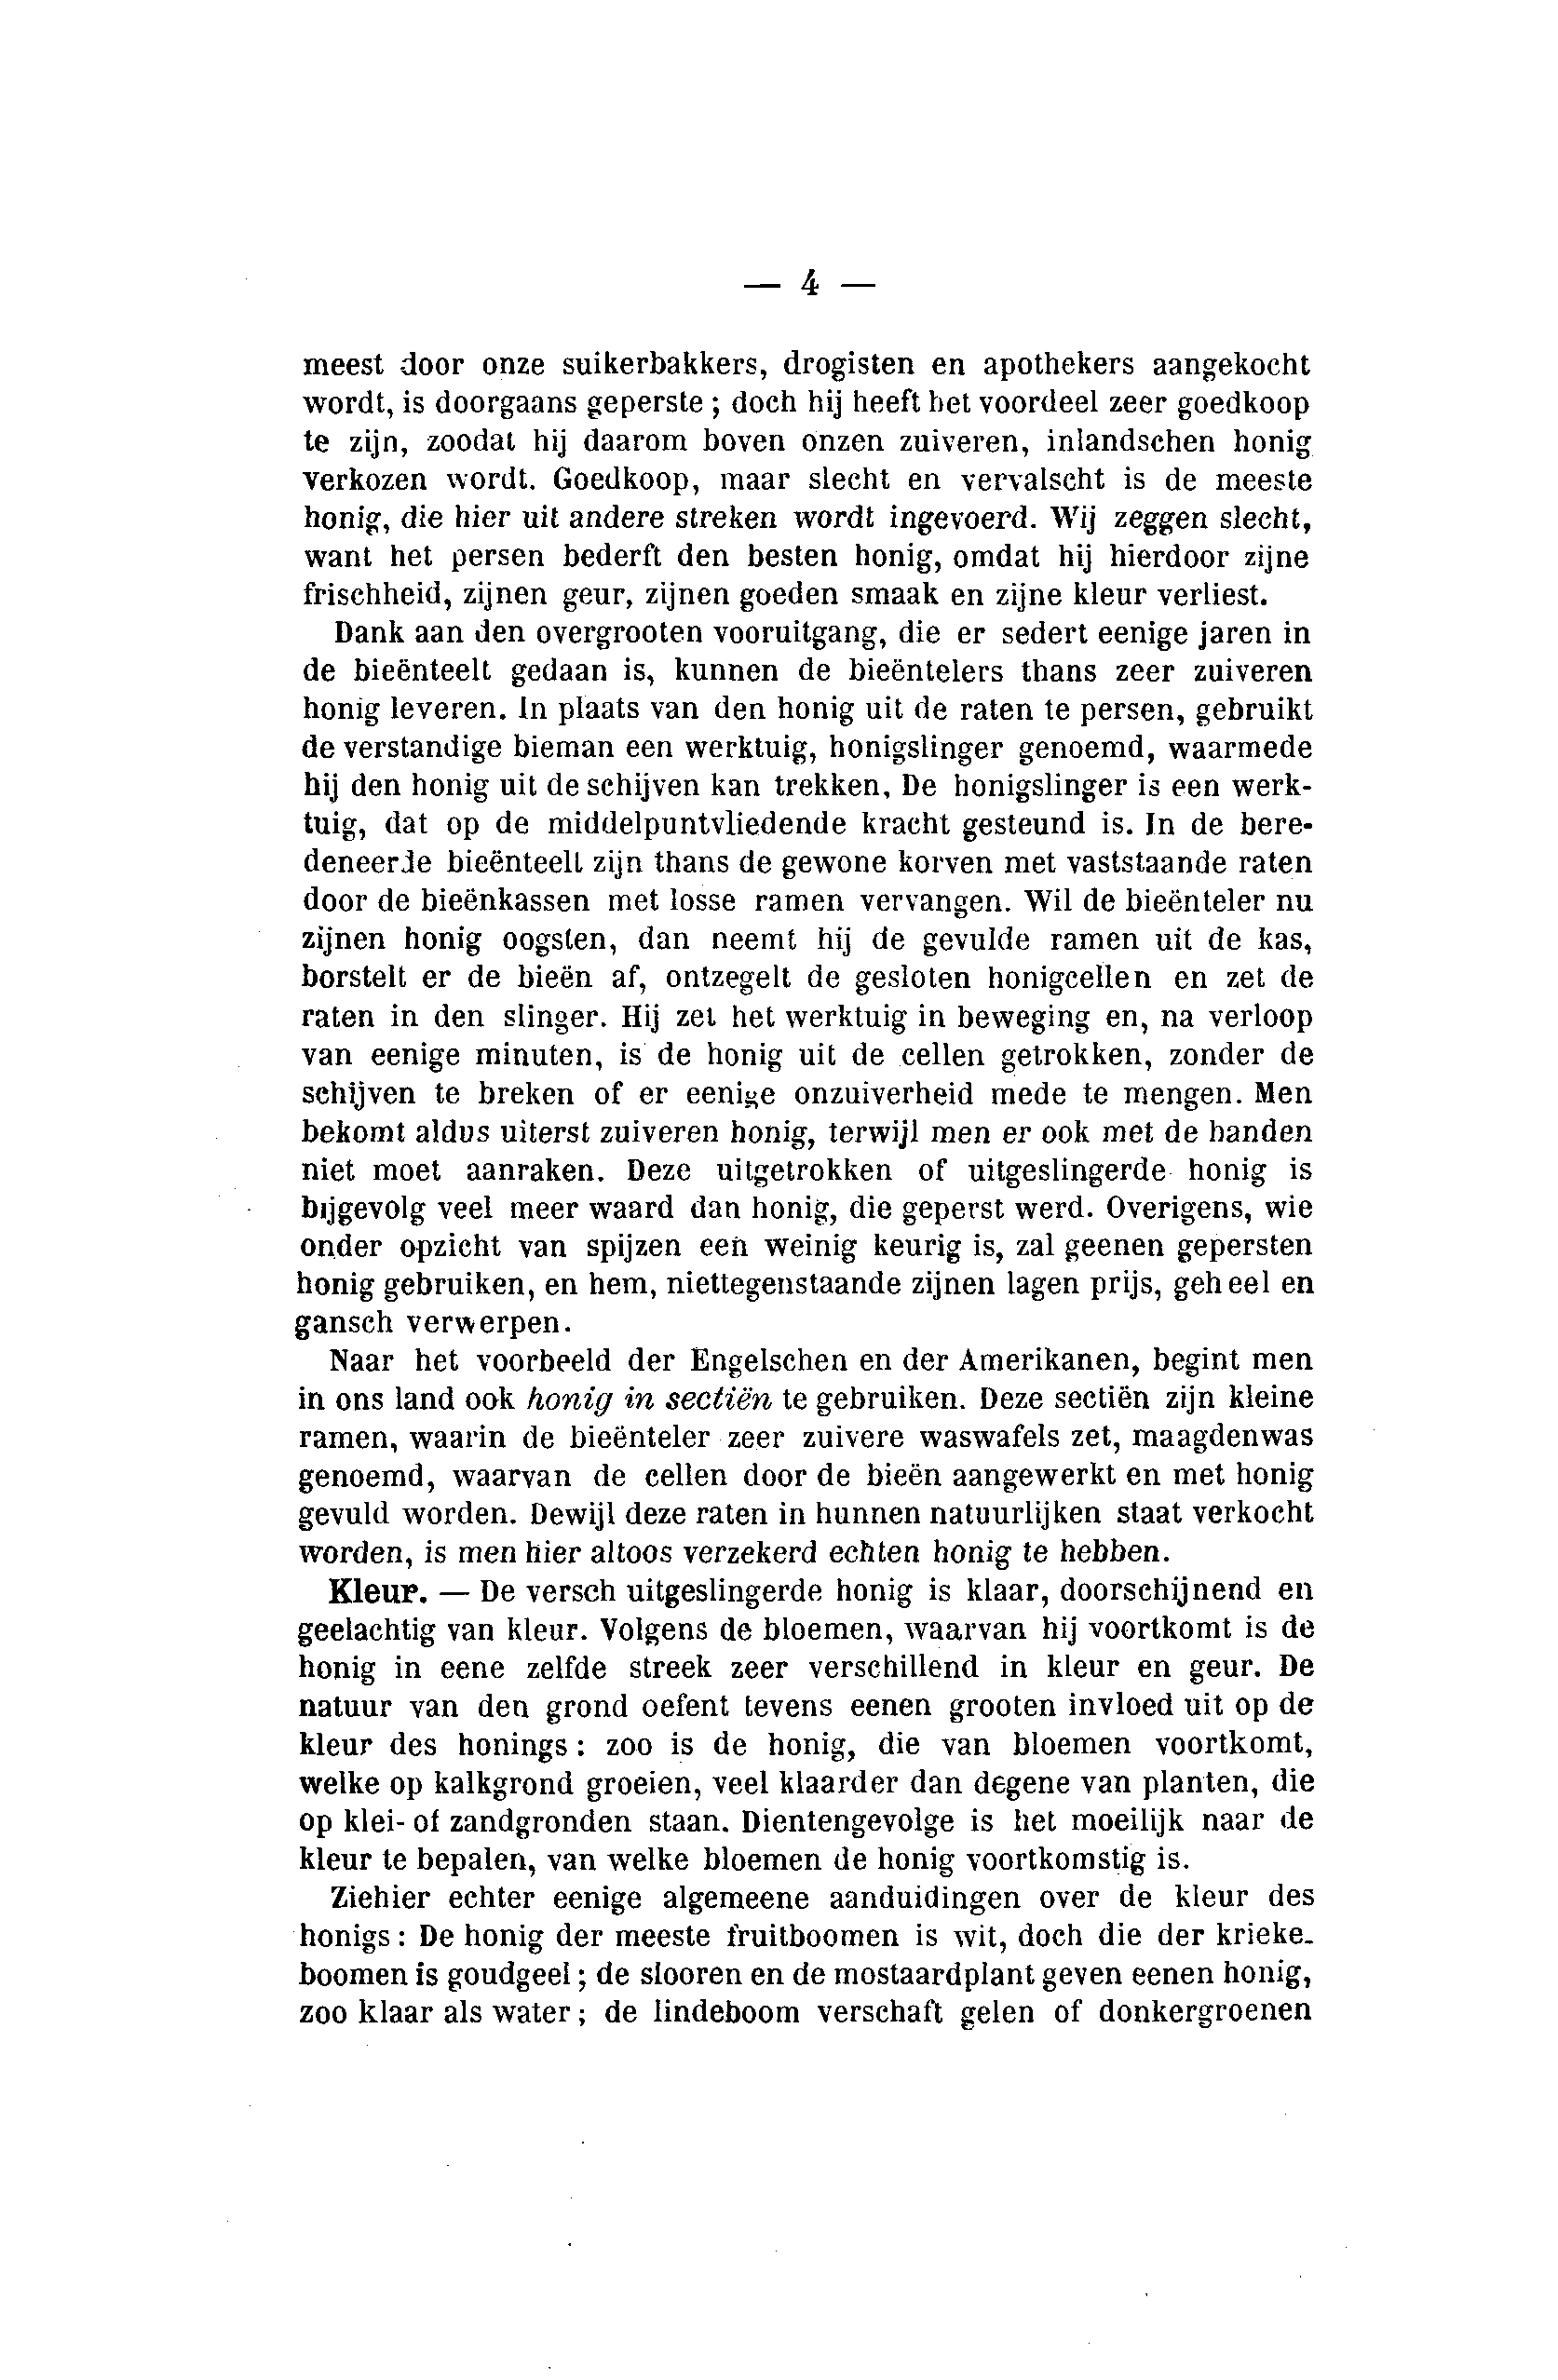 — 4 —
meest door onze suikerbakkers, drogisten en apothekers aangekocht
wordt, is doorgaans geperste ; doch hij heeft het voordeel zeer goedkoop
te zijn, zoodat hij daarom boven onzen zuiveren, inlandschen honig
verkozen wordt. Goedkoop, maar slecht en vervalscht is de meeste
honig, die hier uit andere streken wordt ingevoerd. Wij zeggen slecht,
want het persen bederft den besten honig, omdat hij hierdoor zijne
frischheid, zijnen geur, zijnen goeden smaak en zijne kleur verliest.
Dank aan den overgrooten vooruitgang, die er sedert eenige jaren in
de bieënteelt gedaan is, kunnen de bieëntelers thans zeer zuiveren
honig leveren. In plaats van den honig uit de raten te persen, gebruikt
de verstandige bieman een werktuig, honigslinger genoemd, waarmede
hij den honig uit de schijven kan trekken, De honigslinger is een werk-
tuig, dat op de middelpuntvliedende kracht gesteund is. In de bere-
deneerde bieënteelt zijn thans de gewone korven met vaststaande raten
door de bieënkassen met losse ramen vervangen. Wil de bieënteler nu
zijnen honig oogsten, dan neemt hij de gevulde ramen uit de kas,
borstelt er de bieën af, ontzegelt de gesloten honigcellen en zet de
raten in den slinger. Hij zet het werktuig in beweging en, na verloop
van eenige minuten, is de honig uit de cellen getrokken, zonder de
schijven te breken of er eenige onzuiverheid mede te mengen. Men
bekomt aldus uiterst zuiveren honig, terwijl men er ook met de handen
niet moet aanraken. Deze uitgetrokken of uitgeslingerde honig is
bijgevolg veel meer waard dan honig, die geperst werd. Overigens, wie
onder opzicht van spijzen een weinig keurig is, zal geenen gepersten
honig gebruiken, en hem, niettegenstaande zijnen lagen prijs, geheel en
gansch verwerpen.
Naar het voorbeeld der Engelschen en der Amerikanen, begint men
in ons land ook honig in sectiën te gebruiken. Deze sectiën zijn kleine
ramen, waarin de bieënteler zeer zuivere waswafels zet, maagdenwas
genoemd, waarvan de cellen door de bieën aangewerkt en met honig
gevuld worden. Dewijl deze raten in hunnen natuurlijken staat verkocht
worden, is men hier altoos verzekerd echten honig te hebben.
Kleur. — De versch uitgeslingerde honig is klaar, doorschijnend en
geelachtig van kleur. Volgens de bloemen, waarvan hij voortkomt is de
honig in eene zelfde streek zeer verschillend in kleur en geur. De
natuur van den grond oefent tevens eenen grooten invloed uit op de
kleur des honings : zoo is de honig, die van bloemen voortkomt,
welke op kalkgrond groeien, veel klaarder dan degene van planten, die
op klei- of zandgronden staan. Dientengevolge is het moeilijk naar de
kleur te bepalen, van welke bloemen de honig voortkomstig is.
Ziehier echter eenige algemeene aanduidingen over de kleur des
honigs : De honig der meeste fruitboomen is wit, doch die der krieke-
boomen is goudgeel ; de slooren en de mostaardplant geven eenen honig,
zoo klaar als water ; de lindeboom verschaft gelen of donkergroenen